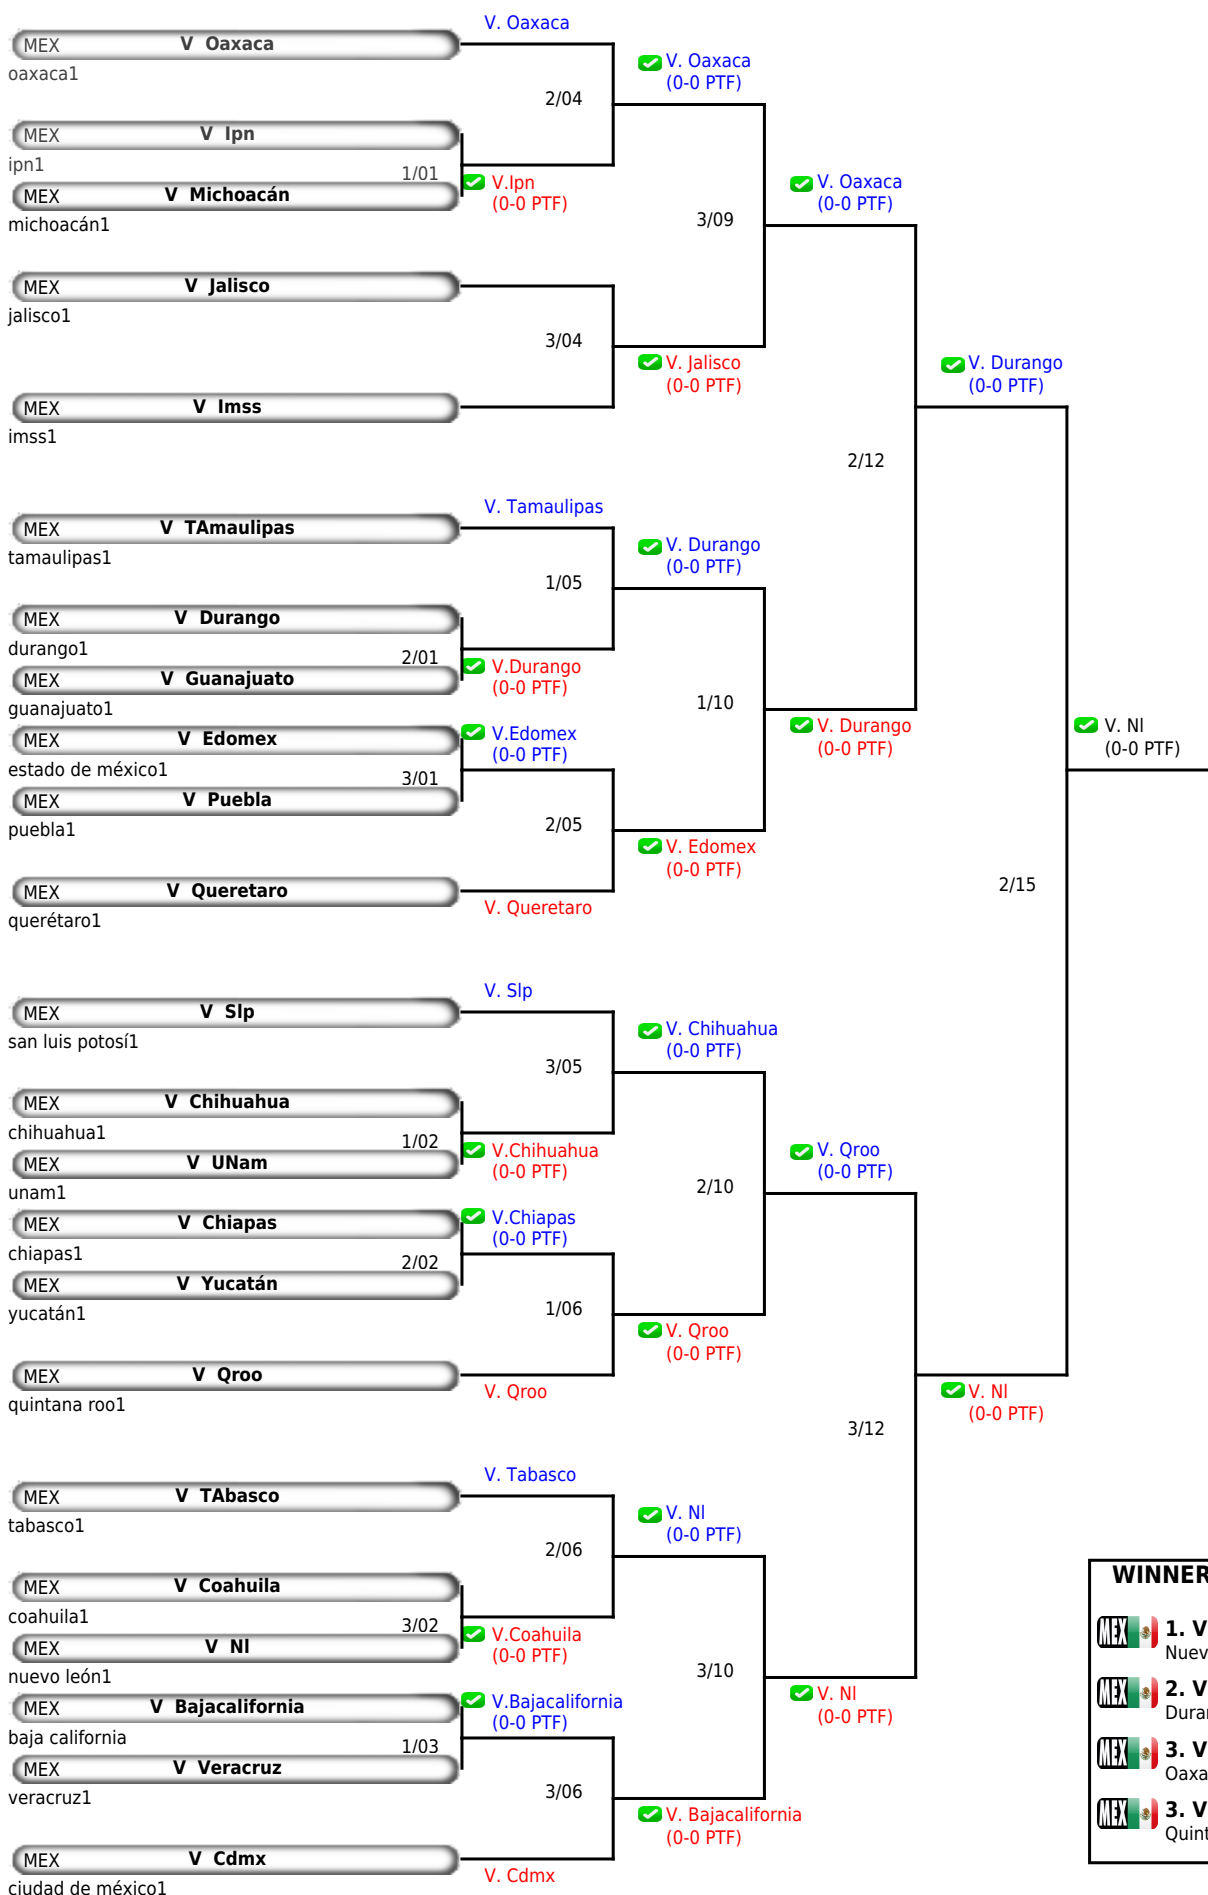 V. Oaxaca
MEX V Oaxaca
oaxaca1
V. Oaxaca
(0-0 PTF)
2/04
MEX V Ipn
ipn1
1/01
V.Ipn
(0-0 PTF)
MEX V Michoacán
michoacán1
V. Oaxaca
(0-0 PTF)
3/09
MEX V Jalisco
jalisco1
3/04
V. Jalisco
(0-0 PTF)
V. Durango
(0-0 PTF)
MEX V Imss
imss1
2/12
V. Tamaulipas
MEX V TAmaulipas
tamaulipas1
V. Durango
(0-0 PTF)
1/05
MEX V Durango
durango1
2/01
V.Durango
(0-0 PTF)
MEX V Guanajuato
guanajuato1
1/10
MEX V Edomex
estado de méxico1
V.Edomex
(0-0 PTF)
V. Durango
(0-0 PTF)
V. Nl
(0-0 PTF)
3/01
MEX V Puebla
puebla1
2/05
V. Edomex
(0-0 PTF)
MEX V Queretaro
querétaro1
V. Queretaro
2/15
V. Slp
MEX V Slp
san luis potosí1
V. Chihuahua
(0-0 PTF)
3/05
MEX V Chihuahua
chihuahua1
1/02
V.Chihuahua
(0-0 PTF)
MEX V UNam
unam1
V. Qroo
(0-0 PTF)
2/10
MEX V Chiapas
chiapas1
V.Chiapas
(0-0 PTF)
2/02
MEX V Yucatán
yucatán1
1/06
V. Qroo
(0-0 PTF)
MEX V Qroo
quintana roo1
V. Qroo
V. Nl
(0-0 PTF)
3/12
V. Tabasco
MEX V TAbasco
tabasco1
V. Nl
(0-0 PTF)
2/06
MEX V Coahuila
coahuila1
3/02
V.Coahuila
(0-0 PTF)
MEX V Nl
nuevo león1
3/10
MEX V Bajacalifornia
baja california
V.Bajacalifornia
(0-0 PTF)
V. Nl
(0-0 PTF)
1/03
MEX V Veracruz
veracruz1
3/06
V. Bajacalifornia
(0-0 PTF)
MEX V Cdmx
ciudad de méxico1
V. Cdmx
WINNER
MEX 1. V
Nuev
MEX 2. V
Duran
MEX 3. V
Oaxa
MEX 3. V
Quint